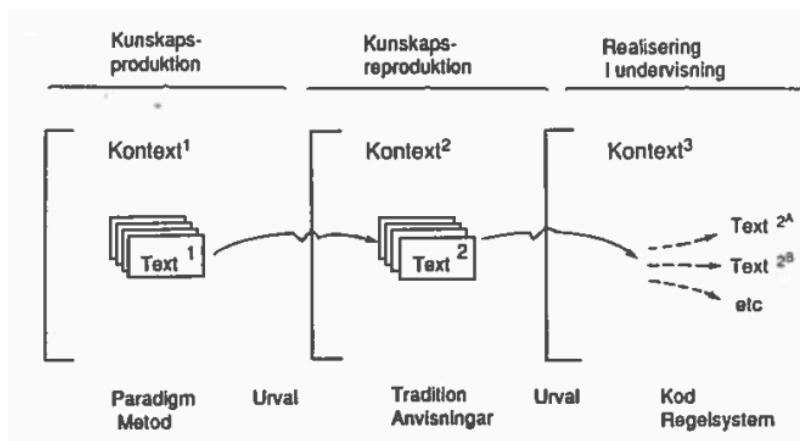 Kunskaps-
produktion
Kunskaps-
reproduktion
Realisering
I undervisning
Kontext¹
Kontext²
Kontext³
Text 1
Text 2
Text 2A
Text 2B
etc
Paradigm
Metod
Urval
Tradition
Anvisningar
Urval
Kod
Regelsystem